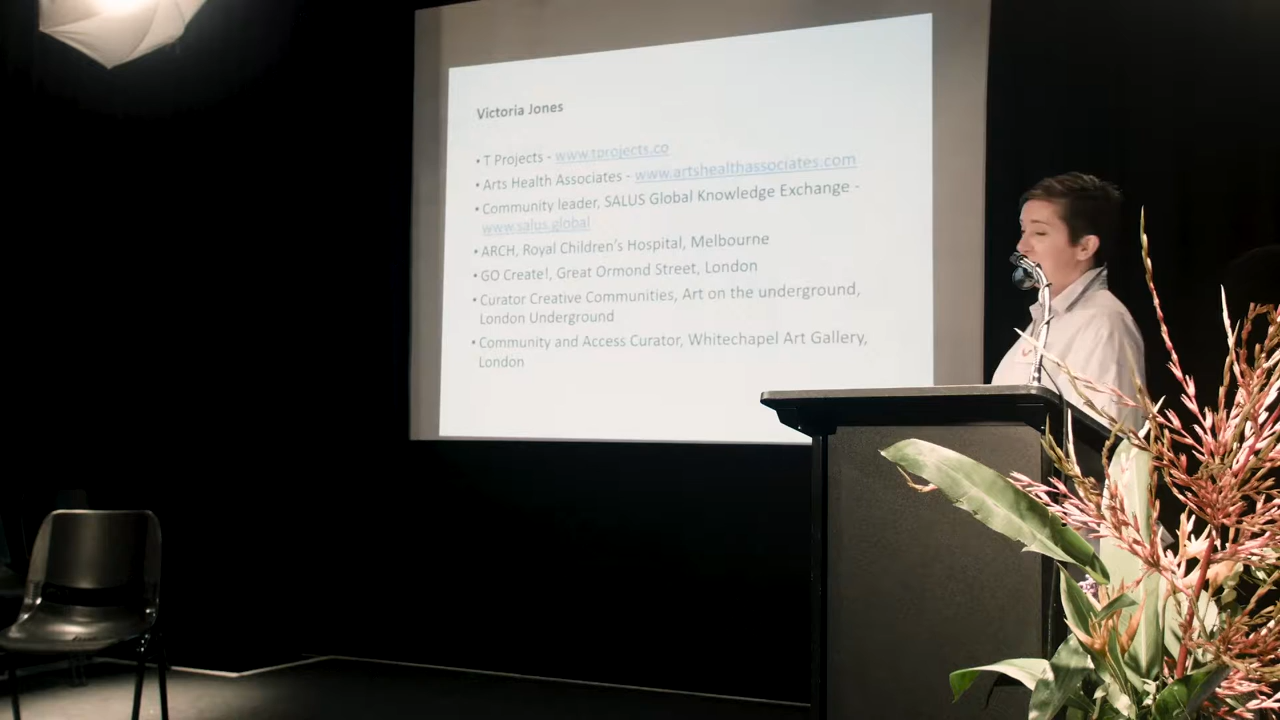 Victoria Jones
• T Projects - www.tprojects.co
• Arts Health Associates - www.artshealthassociates.com
• Community leader, SALUS Global Knowledge Exchange -
www.salus.global
• ARCH, Royal Children's Hospital, Melbourne
• GO Create!, Great Ormond Street, London
• Curator Creative Communities, Art on the underground,
London Underground
• Community and Access Curator, Whitechapel Art Gallery,
London